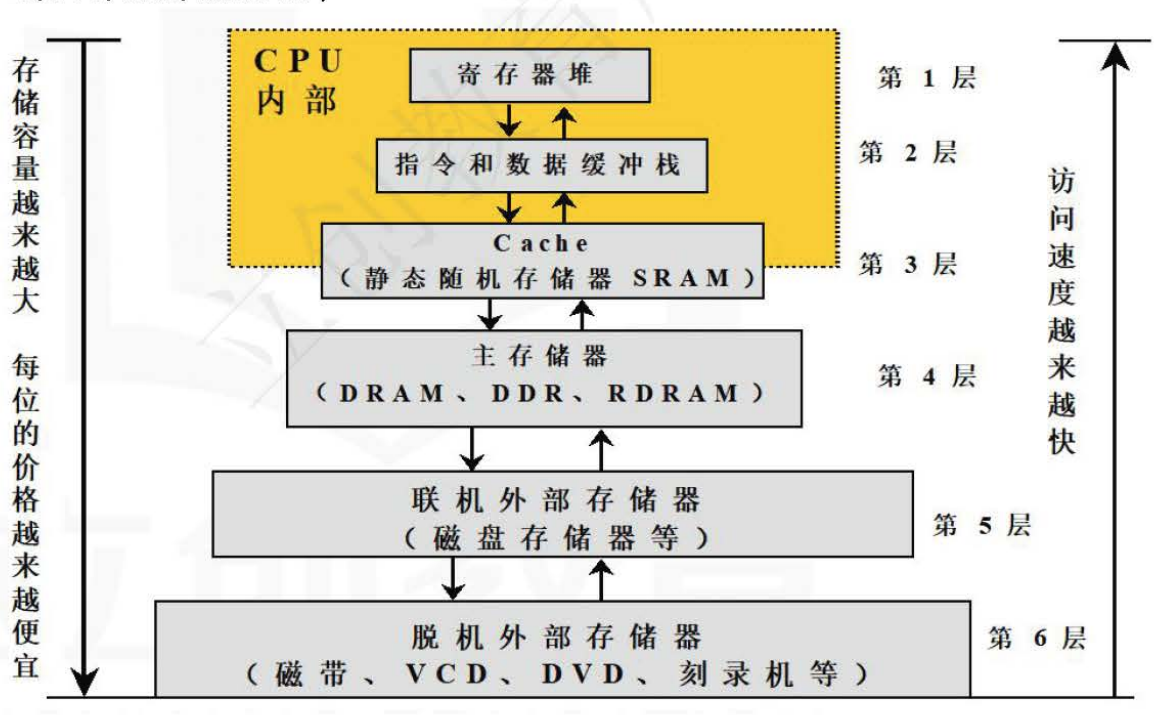 CPU
内部
寄存器堆
第1层
指令和数据缓冲栈
第2层
Cache
（静态随机存储器 SRAM）
第3层
主存储器
（DRAM、DDR、RDRAM）
第4层
联机外部存储器
（磁盘存储器等）
第5层
脱机外部存储器
（磁带、VCD、DVD、刻录机等）
第6层
存储容量越来越大 每位的价格越来越便宜
访问速度越来越快